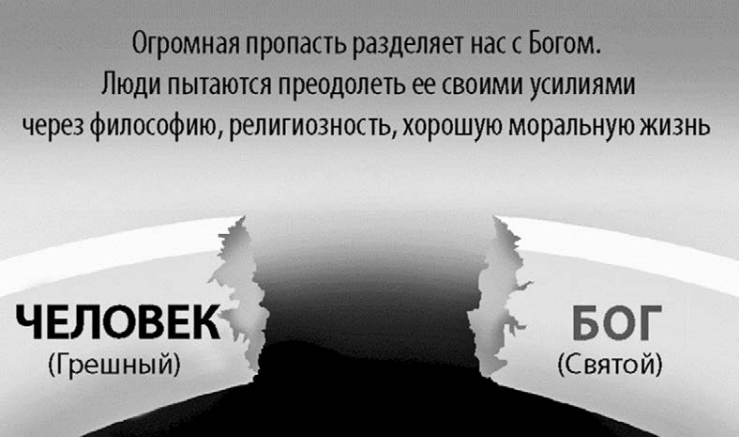 Огромная пропасть разделяет нас с Богом.
Люди пытаются преодолеть ее своими усилиями
через философию, религиозность, хорошую моральную жизнь
ЧЕЛОВЕК
(Грешный)
БОГ
(Святой)